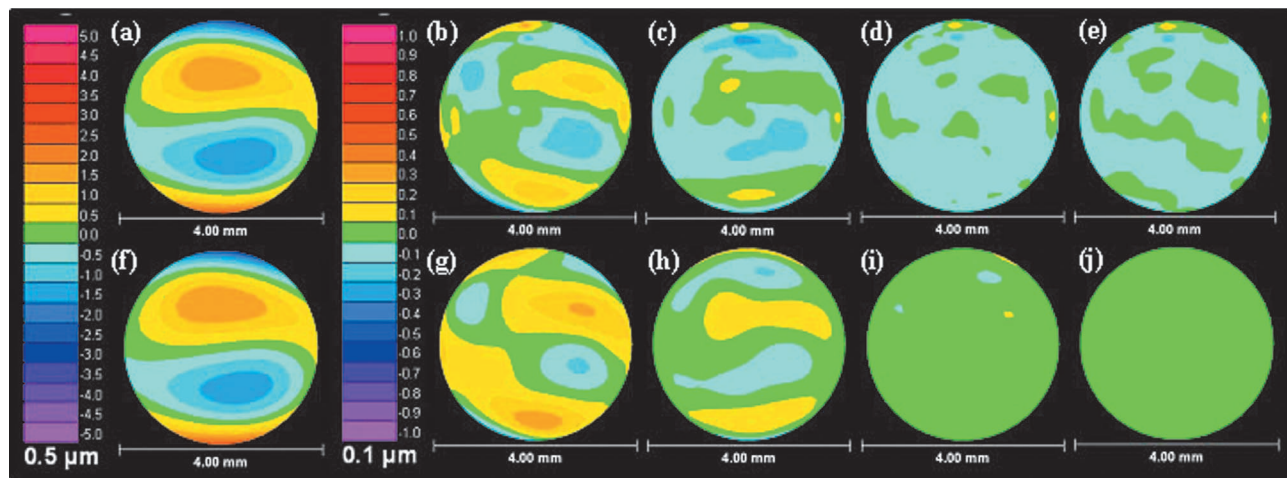 5.0
4.5
4.0
3.5
3.0
2.5
2.0
1.5
1.0
0.5
0.0
-0.5
-1.0
-1.5
-2.0
-2.5
-3.0
-3.5
-4.0
-4.5
-5.0
0.5 µm
(a)
4.00 mm
(f)
4.00 mm
1.0
0.9
0.8
0.7
0.6
0.5
0.4
0.3
0.2
0.1
0.0
-0.1
-0.2
-0.3
-0.4
-0.5
-0.6
-0.7
-0.8
-0.9
-1.0
0.1 µm
(b)
4.00 mm
(c)
4.00 mm
(d)
4.00 mm
(e)
4.00 mm
(g)
4.00 mm
(h)
4.00 mm
(i)
4.00 mm
(j)
4.00 mm